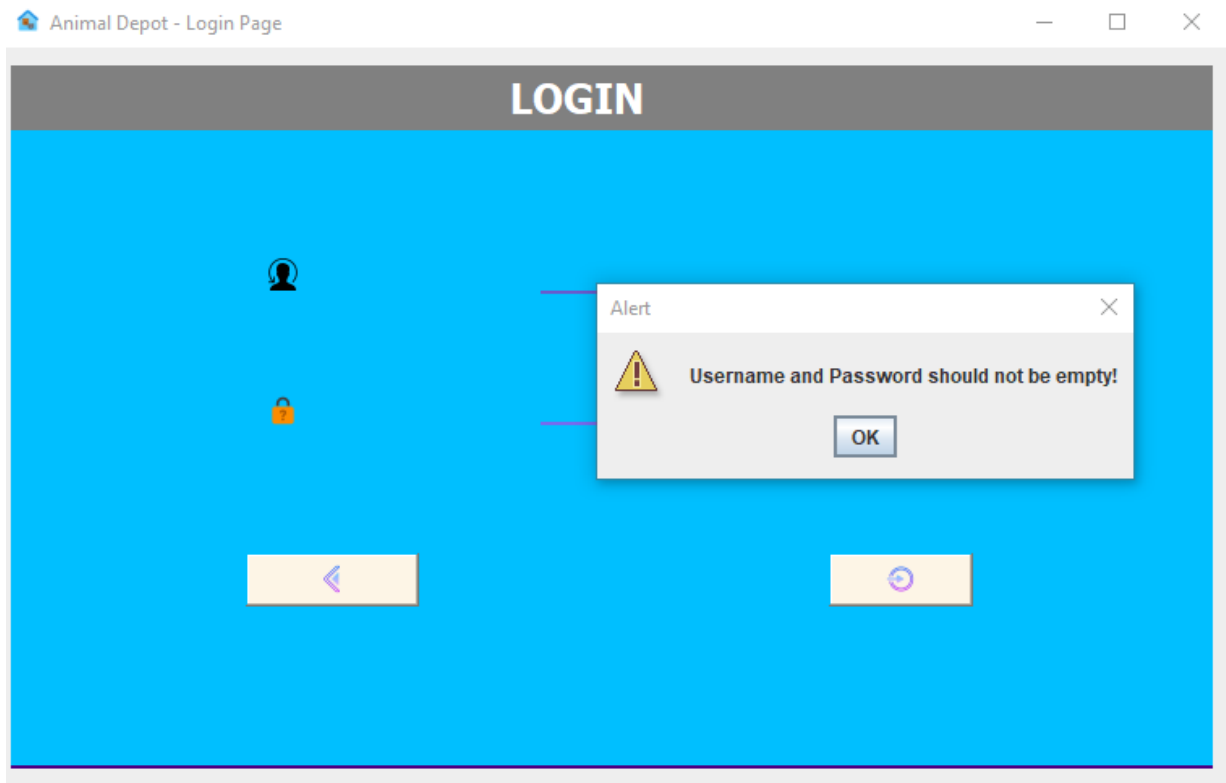 Animal Depot - Login Page
LOGIN
Alert
Username and Password should not be empty!
?
OK